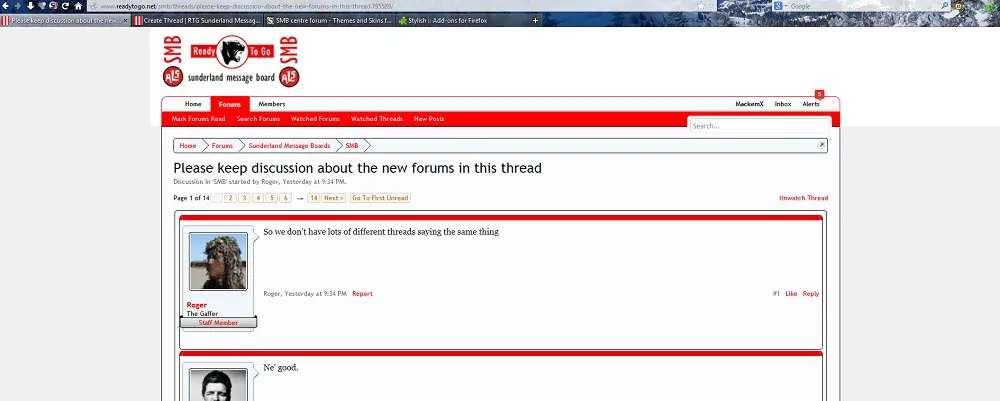 www.readytogo.net/smb/threads/please-keep-discussion-about-the-new-forums-in-this-thread.795589/
Google
Please keep discussion about the new...
Create Thread | RTG Sunderland Messag...
SMB centre forum - Themes and Skins f...
Stylish :: Add-ons for Firefox
SMB
Ready To Go
SMB
ALS
sunderland message board
ALS
5
Home Forums Members MackemX Inbox Alerts
Mark Forums Read Search Forums Watched Forums Watched Threads New Posts
Search...
Home Forums Sunderland Message Boards SMB
Please keep discussion about the new forums in this thread
Discussion in 'SMB' started by Roger, Yesterday at 9:34 PM.
Page 1 of 14 2 3 4 5 6 → 14 Next > Go To First Unread Unwatch Thread
So we don't have lots of different threads saying the same thing
Roger, Yesterday at 9:34 PM Report #1 Like Reply
Roger
The Gaffer
Staff Member
Ne' good.